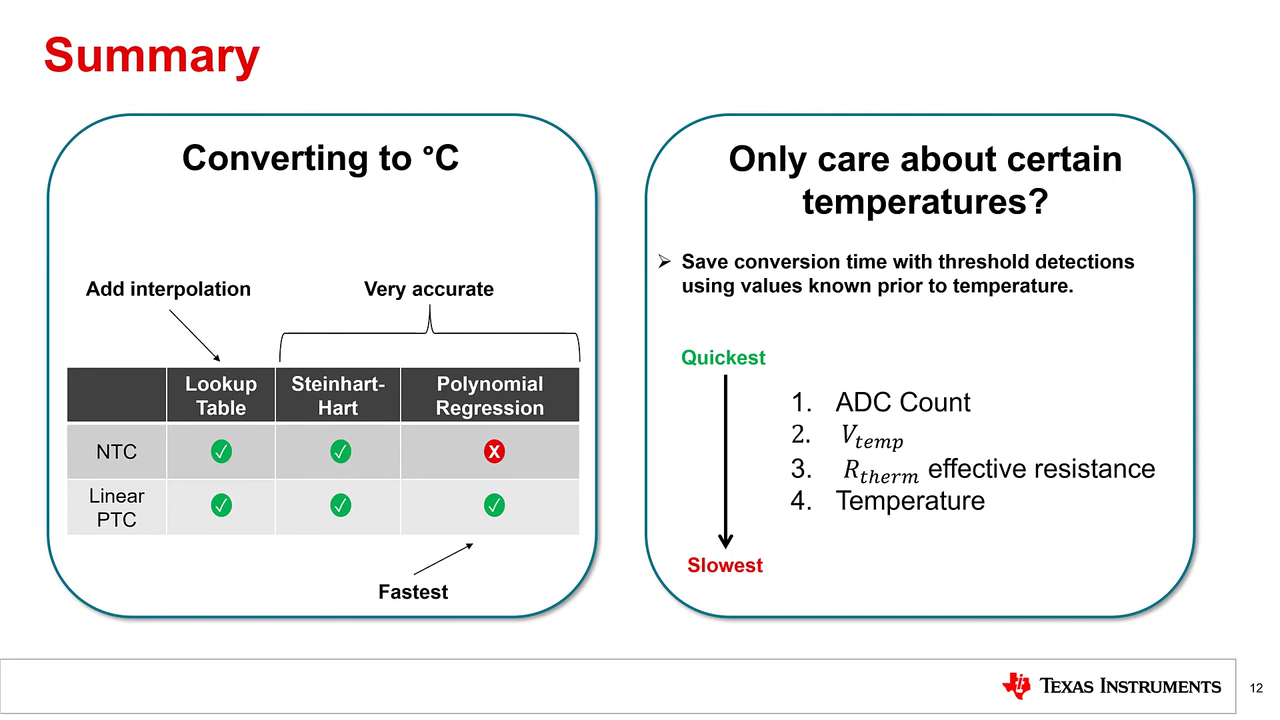 Summary
Converting to °C
Add interpolation
Very accurate
Lookup Table
Steinhart-Hart
Polynomial Regression
NTC
X
Linear PTC
Fastest
Only care about certain
temperatures?
➢ Save conversion time with threshold detections
using values known prior to temperature.
Quickest
1. ADC Count
2. V_temp
3. R_therm effective resistance
4. Temperature
Slowest
TEXAS INSTRUMENTS
12